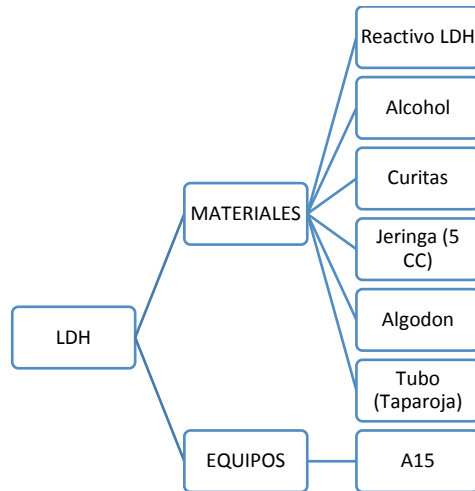 Reactivo LDH
Alcohol
Curitas
MATERIALES
Jeringa (5
CC)
LDH
Algodon
Tubo
(Taparoja)
EQUIPOS
A15